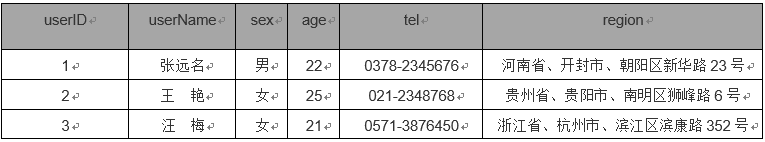 userID userName sex age tel region
1 张远名 男 22 0378-2345676 河南省、开封市、朝阳区新华路 23 号
2 王　艳 女 25 021-2348768 贵州省、贵阳市、南明区狮峰路 6 号
3 汪　梅 女 21 0571-3876450 浙江省、杭州市、滨江区滨康路 352 号